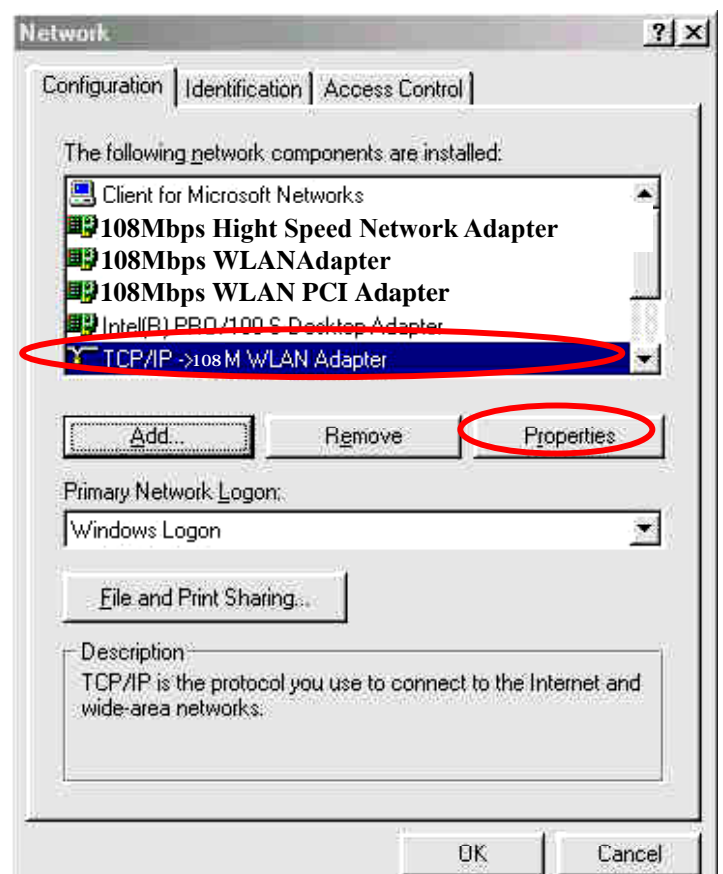 Network
? ×
Configuration Identification Access Control
The following network components are installed:
Client for Microsoft Networks
108Mbps Hight Speed Network Adapter
108Mbps WLANAdapter
108Mbps WLAN PCI Adapter
Intel(R) PRO/100 S Desktop Adapter
TCP/IP ->108M WLAN Adapter
Add... Remove Properties
Primary Network Logon:
Windows Logon
File and Print Sharing...
Description
TCP/IP is the protocol you use to connect to the Internet and
wide-area networks.
OK Cancel